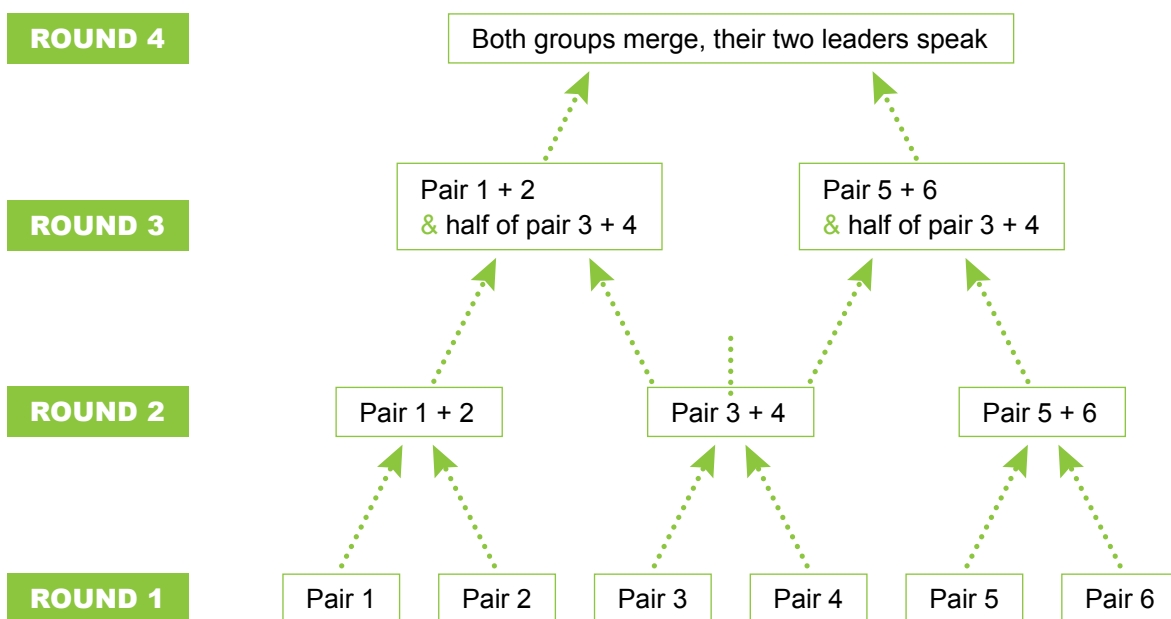 ROUND 4
Both groups merge, their two leaders speak
ROUND 3
Pair 1 + 2
& half of pair 3 + 4
Pair 5 + 6
& half of pair 3 + 4
ROUND 2
Pair 1 + 2
Pair 3 + 4
Pair 5 + 6
ROUND 1
Pair 1
Pair 2
Pair 3
Pair 4
Pair 5
Pair 6